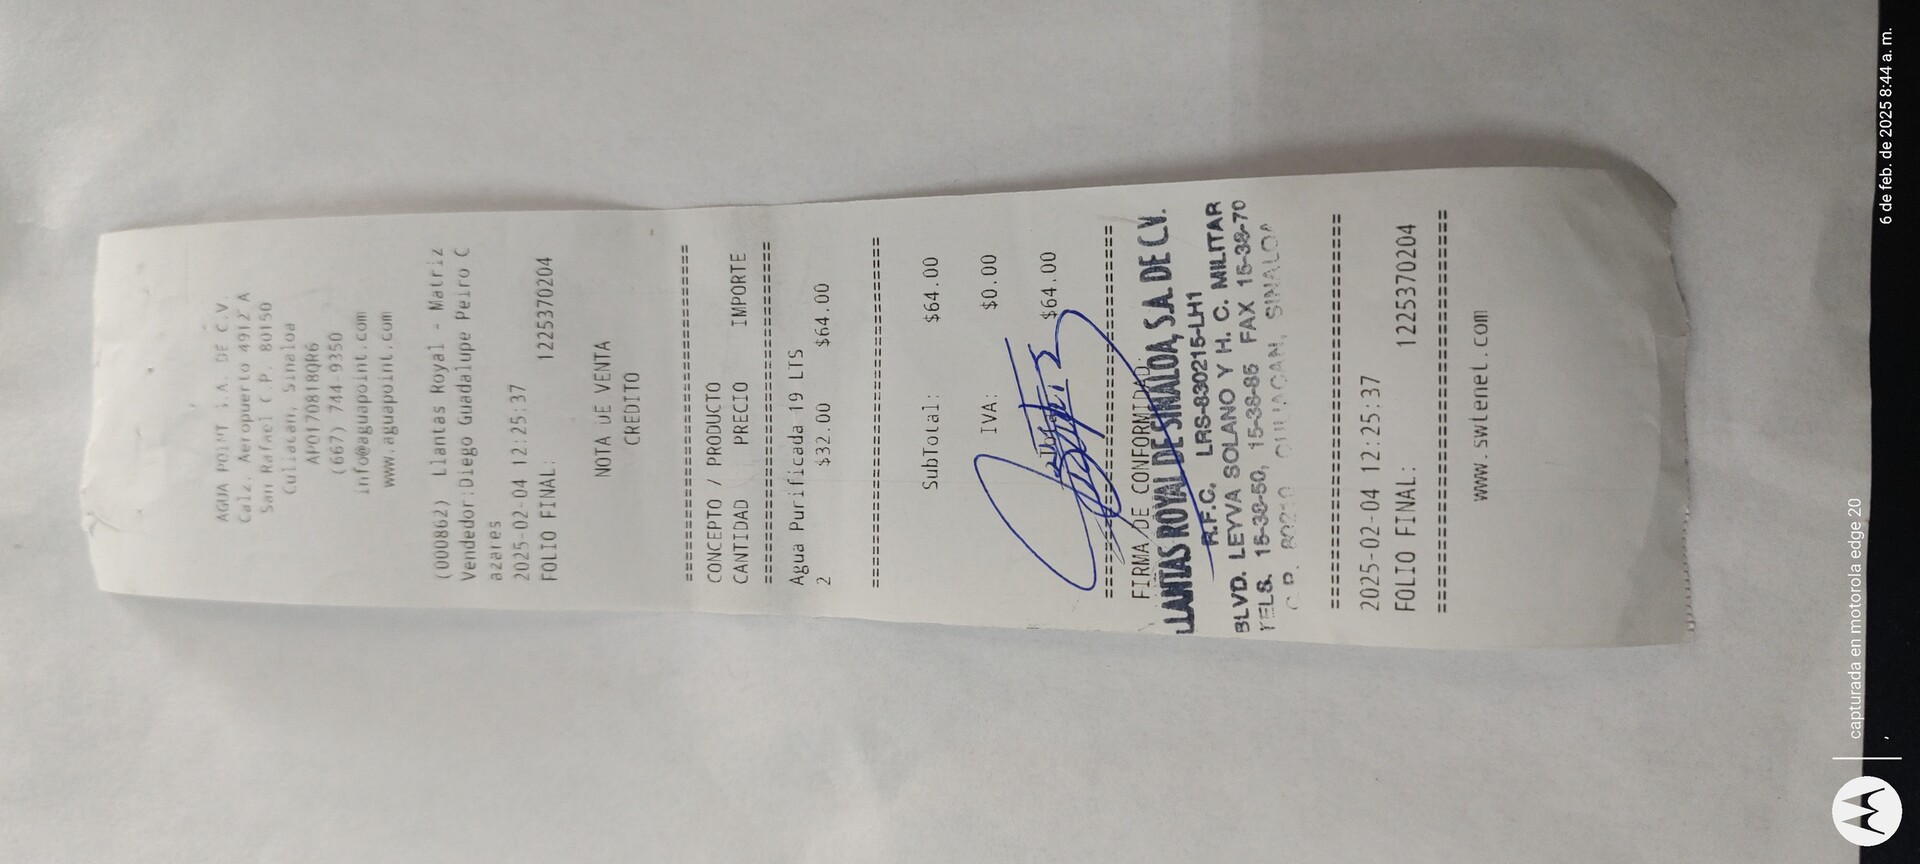 AGUA POINT S.A. DE C.V.
Calz. Aeropuerto 4912 A
San Rafael C.P. 80150
Culiacan, Sinaloa
APO170818QR6
(667) 744-9350
info@aguapoint.com
www.aguapoint.com
(000862) Llantas Royal - Matriz
Vendedor:Diego Guadalupe Peiro C
azares
2025-02-04 12:25:37
FOLIO FINAL: 1225370204
NOTA DE VENTA
CREDITO
================================
CONCEPTO / PRODUCTO
CANTIDAD PRECIO IMPORTE
================================
Agua Purificada 19 LTS
2 $32.00 $64.00
================================
SubTotal: $64.00
IVA: $0.00
$64.00
================================
FIRMA DE CONFORMIDAD:
LLANTAS ROYAL DE SINALOA, S.A. DE C.V.
R.F.C. LRS-830215-LH1
BLVD. LEYVA SOLANO Y H. C. MILITAR
TELS. 15-38-50, 15-38-85 FAX 15-38-70
C.P. 80210 CULIACAN, SINALOA
================================
2025-02-04 12:25:37
FOLIO FINAL: 1225370204
================================
www.swtenet.com
capturada en motorola edge 20
6 de feb. de 2025 8:44 a. m.